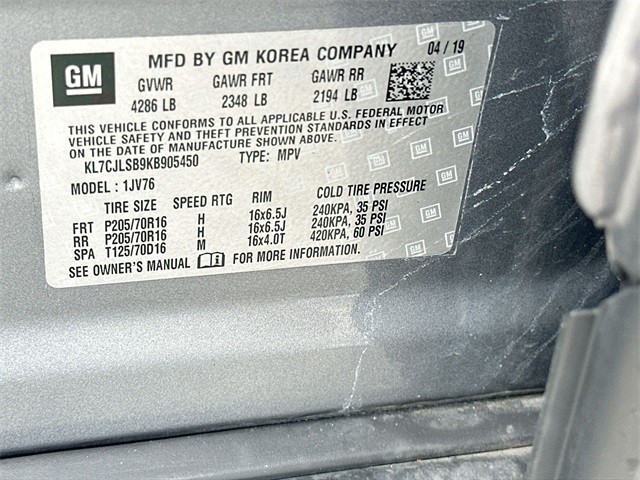 GM
MFD BY GM KOREA COMPANY 04 / 19
GVWR GAWR FRT GAWR RR
4286 LB 2348 LB 2194 LB
THIS VEHICLE CONFORMS TO ALL APPLICABLE U.S. FEDERAL MOTOR
VEHICLE SAFETY AND THEFT PREVENTION STANDARDS IN EFFECT
ON THE DATE OF MANUFACTURE SHOWN ABOVE.
KL7CJLSB9KB905450 TYPE: MPV
MODEL : 1JV76
TIRE SIZE SPEED RTG RIM COLD TIRE PRESSURE
FRT P205/70R16 H 16x6.5J 240KPA, 35 PSI
RR P205/70R16 H 16x6.5J 240KPA, 35 PSI
SPA T125/70D16 M 16x4.0T 420KPA, 60 PSI
SEE OWNER'S MANUAL FOR MORE INFORMATION.